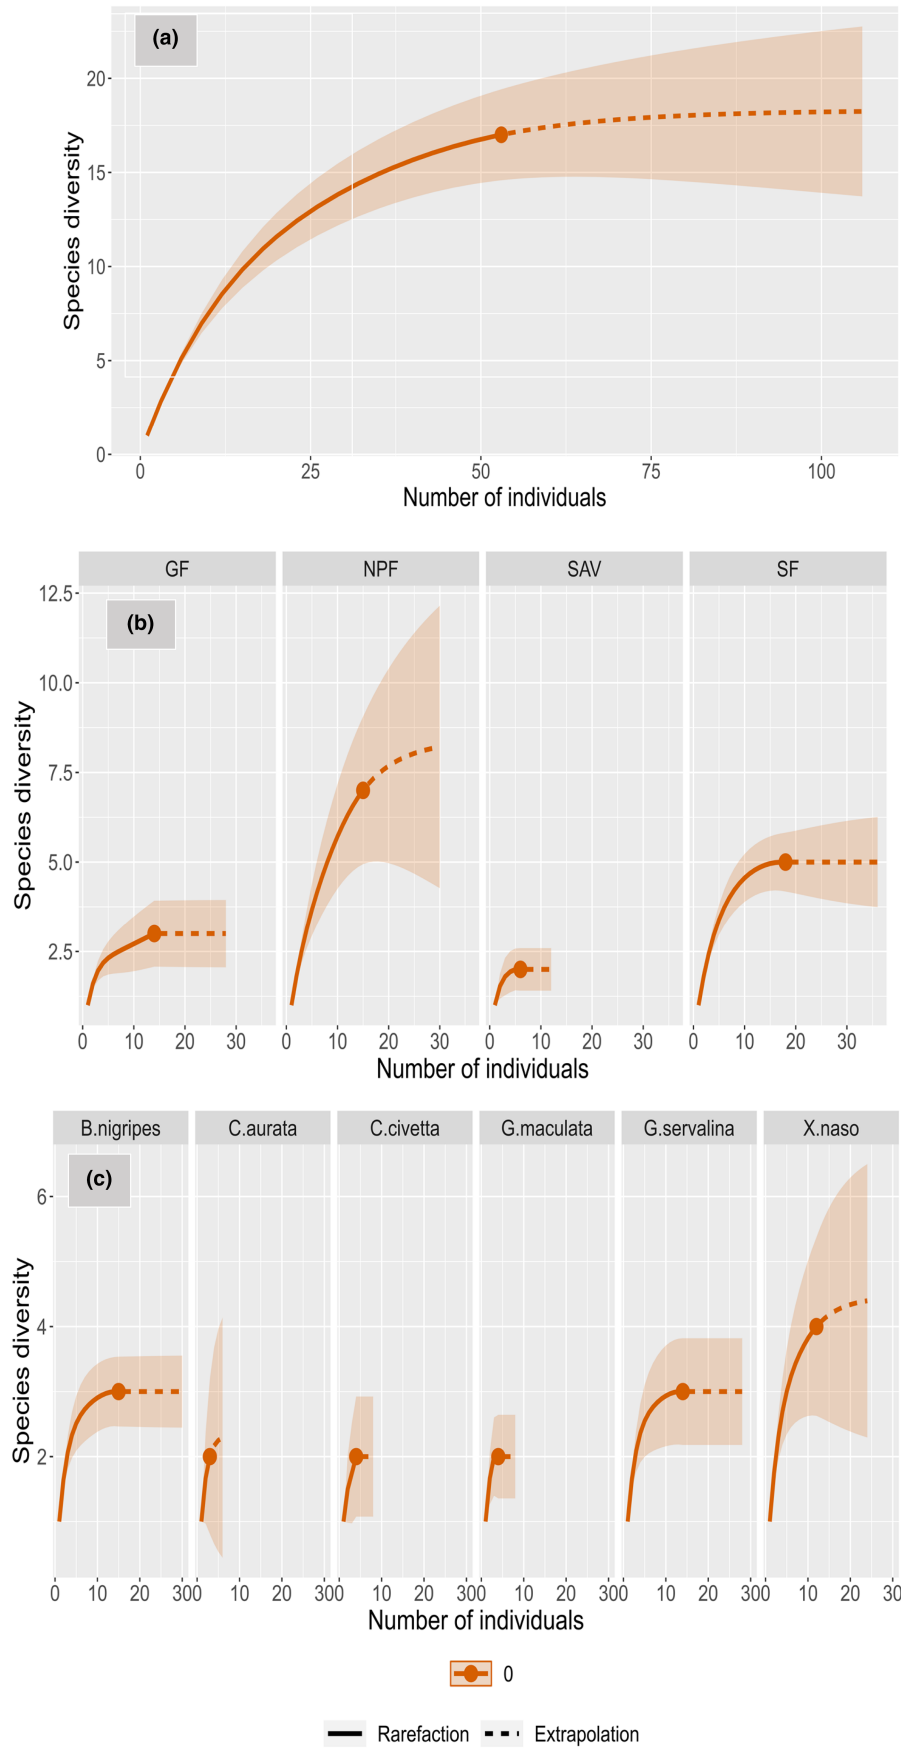 (a)
Species diversity
20
15
10
5
0
0 25 50 75 100
Number of individuals
GF NPF SAV SF
(b)
Species diversity
12.5
10.0
7.5
5.0
2.5
0 10 20 30 0 10 20 30 0 10 20 30 0 10 20 30
Number of individuals
B.nigripes C.aurata C.civetta G.maculata G.servalina X.naso
(c)
Species diversity
6
4
2
0 10 20 300 10 20 300 10 20 300 10 20 300 10 20 300 10 20 30
Number of individuals
0
Rarefaction Extrapolation